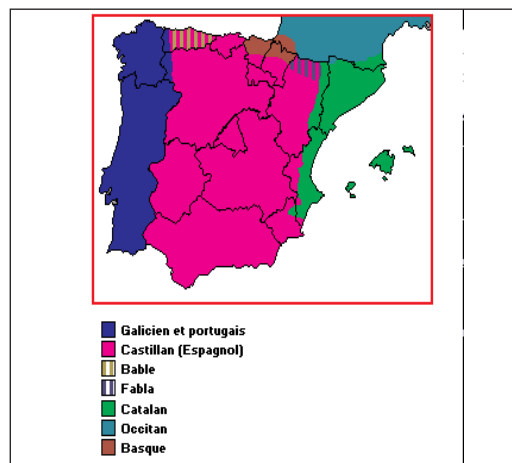 Galicien et portugais
Castillan (Espagnol)
Bable
Fabla
Catalan
Occitan
Basque